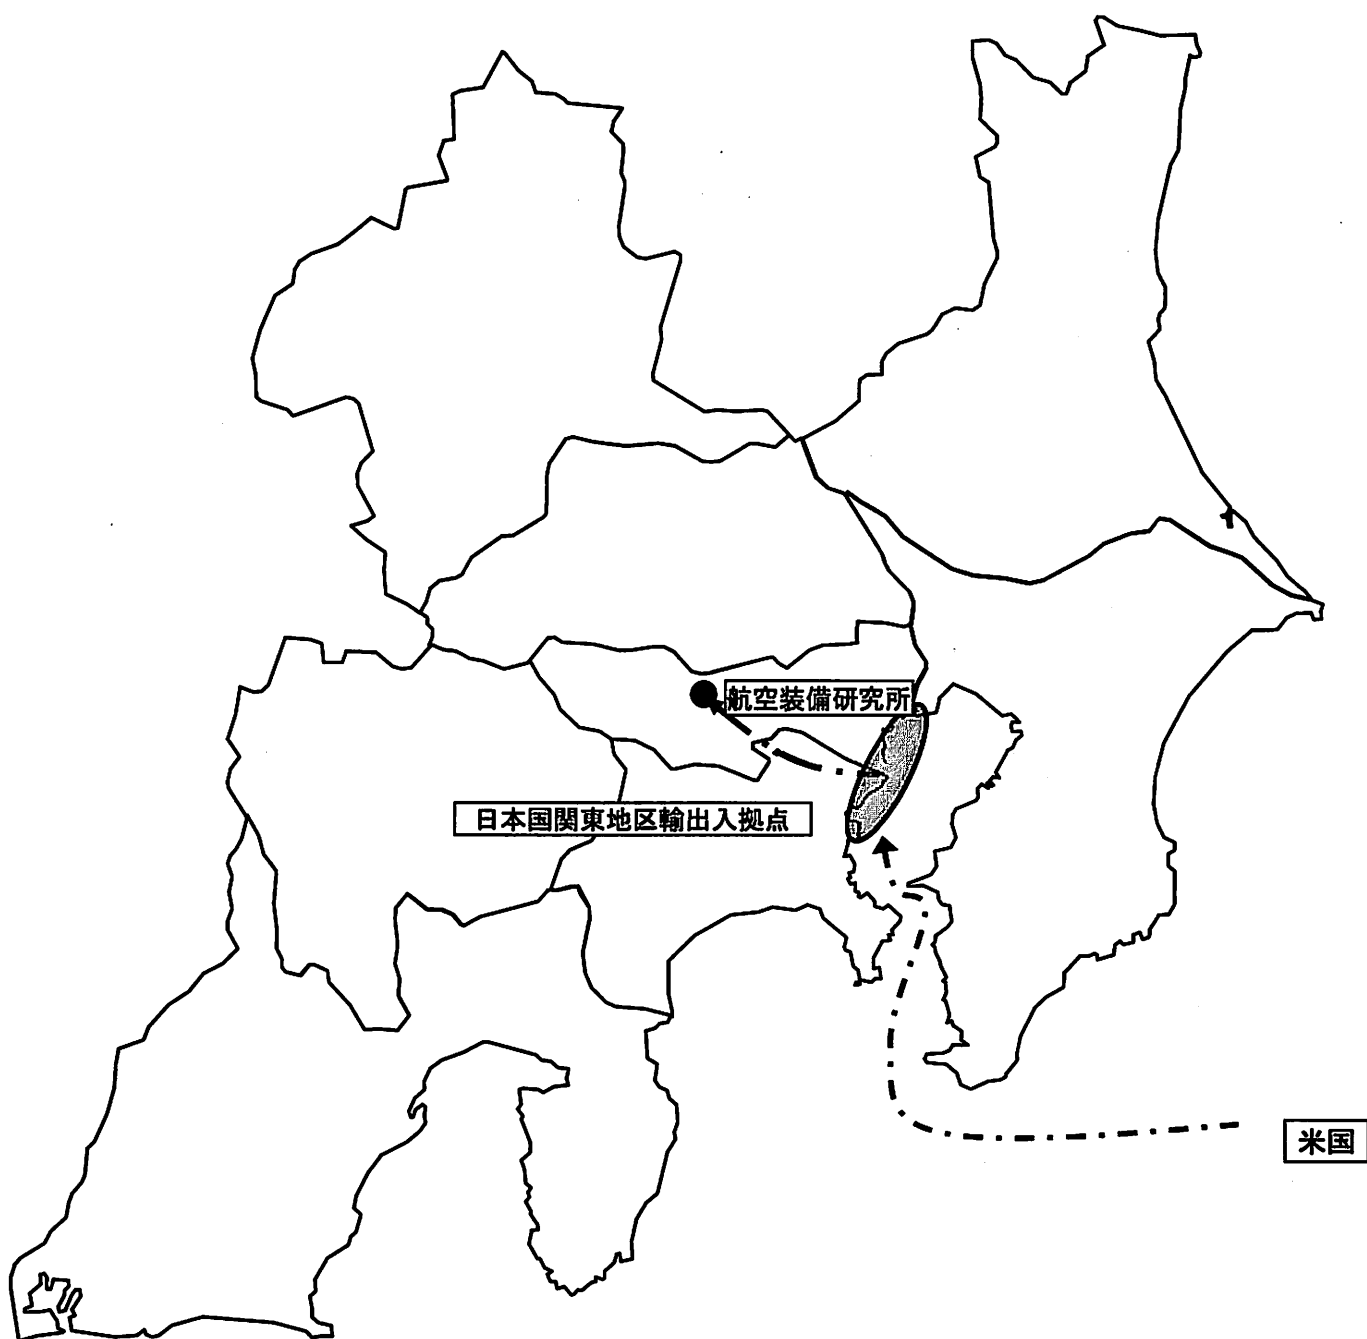 航空装備研究所
日本国関東地区輸出入拠点
米国